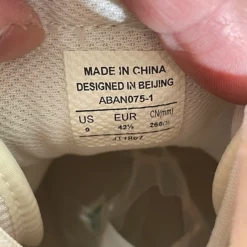 MADE IN CHINA
DESIGNED IN BEIJING
ABAN075-1
US EUR CN(mm)
9 42½